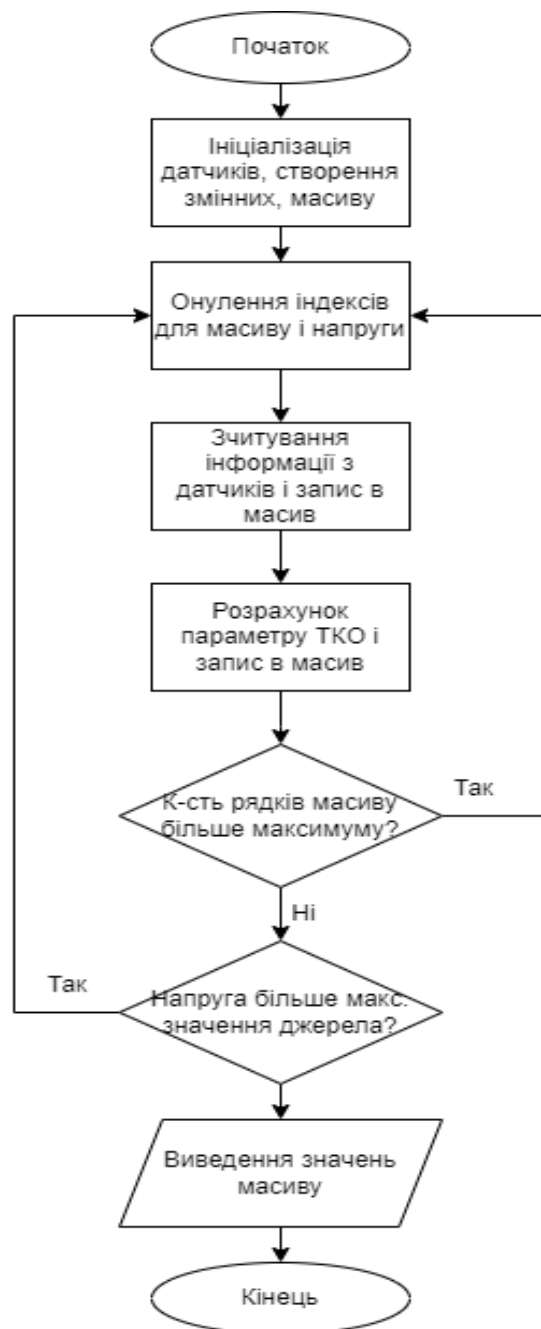 Початок
Ініціалізація
датчиків, створення
змінних, масиву
Онулення індексів
для масиву і напруги
Зчитування
інформації з
датчиків і запис в
масив
Розрахунок
параметру ТКО і
запис в масив
К-сть рядків масиву
більше максимуму?
Так
Ні
Напруга більше макс.
значення джерела?
Так
Виведення значень
масиву
Кінець